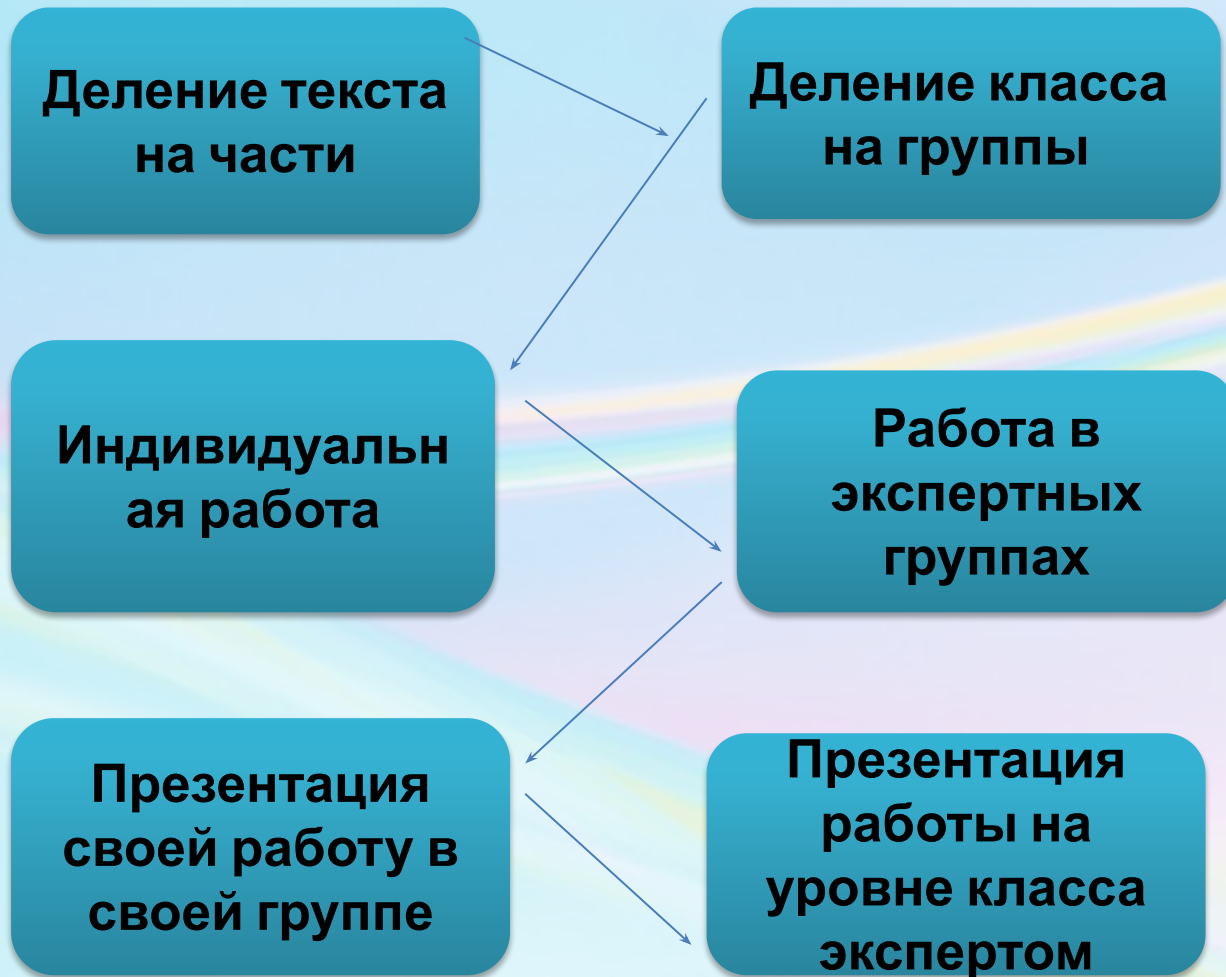 Деление текста
на части
Деление класса
на группы
Индивидуальн
ая работа
Работа в
экспертных
группах
Презентация
своей работу в
своей группе
Презентация
работы на
уровне класса
экспертом